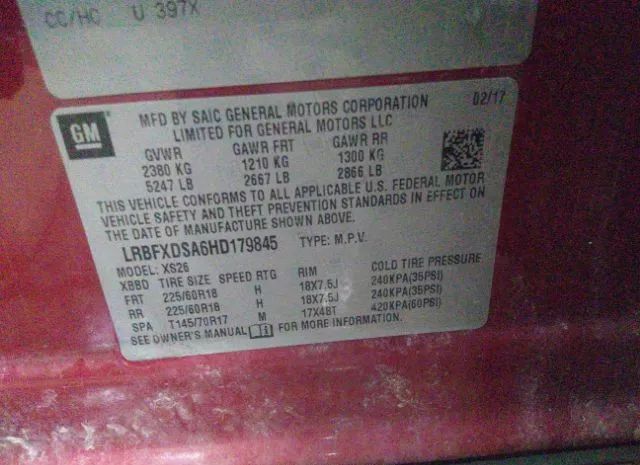 CC/HC U 397X
GM
MFD BY SAIC GENERAL MOTORS CORPORATION 02/17
LIMITED FOR GENERAL MOTORS LLC
GVWR GAWR FRT GAWR RR
2380 KG 1210 KG 1300 KG
5247 LB 2667 LB 2866 LB
THIS VEHICLE CONFORMS TO ALL APPLICABLE U.S. FEDERAL MOTOR
VEHICLE SAFETY AND THEFT PREVENTION STANDARDS IN EFFECT ON
THE DATE OF MANUFACTURE SHOWN ABOVE.
LRBFXDSA6HD179845 TYPE: M.P.V.
MODEL: XS26
XBBO TIRE SIZE SPEED RTG RIM COLD TIRE PRESSURE
FRT 225/60R18 H 18X7.5J 240KPA(35PSI)
RR 225/60R18 H 18X7.5J 240KPA(35PSI)
SPA T145/70R17 M 17X4BT 420KPA(60PSI)
SEE OWNER'S MANUAL FOR MORE INFORMATION.